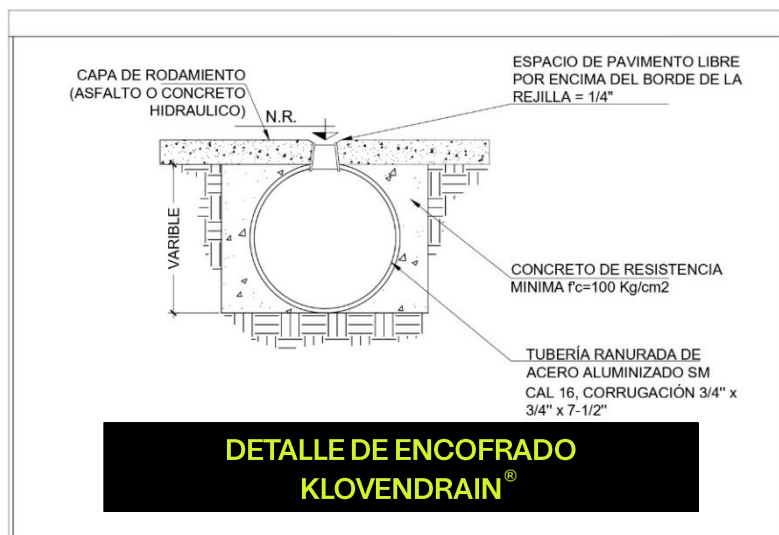 CAPA DE RODAMIENTO
(ASFALTO O CONCRETO
HIDRAULICO)
N.R.
ESPACIO DE PAVIMENTO LIBRE
POR ENCIMA DEL BORDE DE LA
REJILLA = 1/4"
VARIBLE
CONCRETO DE RESISTENCIA
MINIMA f'c=100 Kg/cm2
TUBERÍA RANURADA DE
ACERO ALUMINIZADO SM
CAL 16, CORRUGACIÓN 3/4" x
3/4" x 7-1/2"
DETALLE DE ENCOFRADO
KLOVENDRAIN®